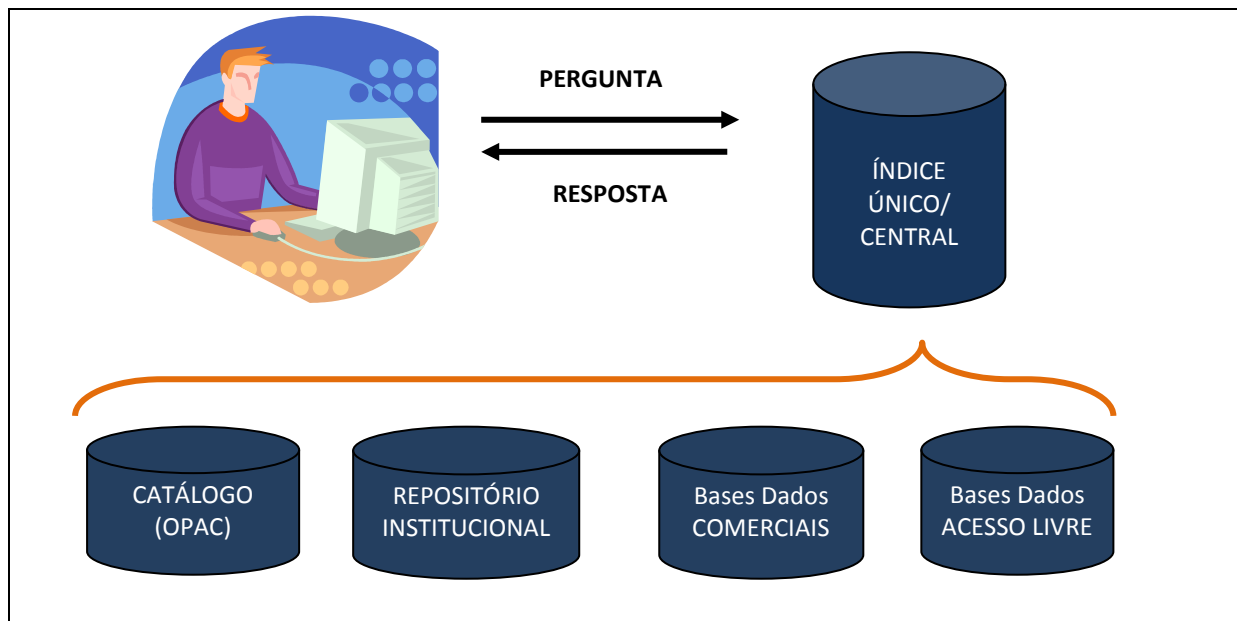 PERGUNTA
RESPOSTA
ÍNDICE
ÚNICO/
CENTRAL
CATÁLOGO
(OPAC)
REPOSITÓRIO
INSTITUCIONAL
Bases Dados
COMERCIAIS
Bases Dados
ACESSO LIVRE